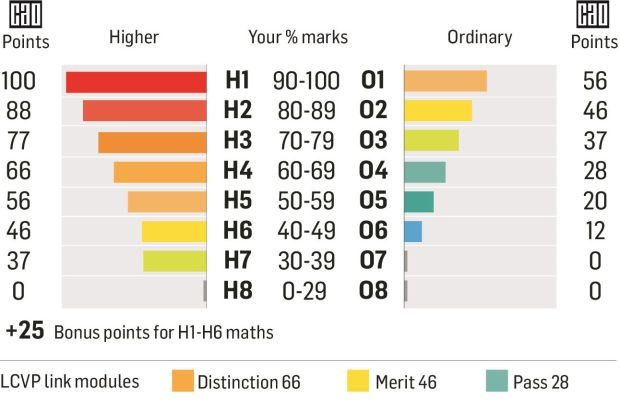 CAO CAO
Points Higher Your % marks Ordinary Points
100 H1 90-100 O1 56
88 H2 80-89 O2 46
77 H3 70-79 O3 37
66 H4 60-69 O4 28
56 H5 50-59 O5 20
46 H6 40-49 O6 12
37 H7 30-39 O7 0
0 H8 0-29 O8 0
+25 Bonus points for H1-H6 maths
LCVP link modules Distinction 66 Merit 46 Pass 28